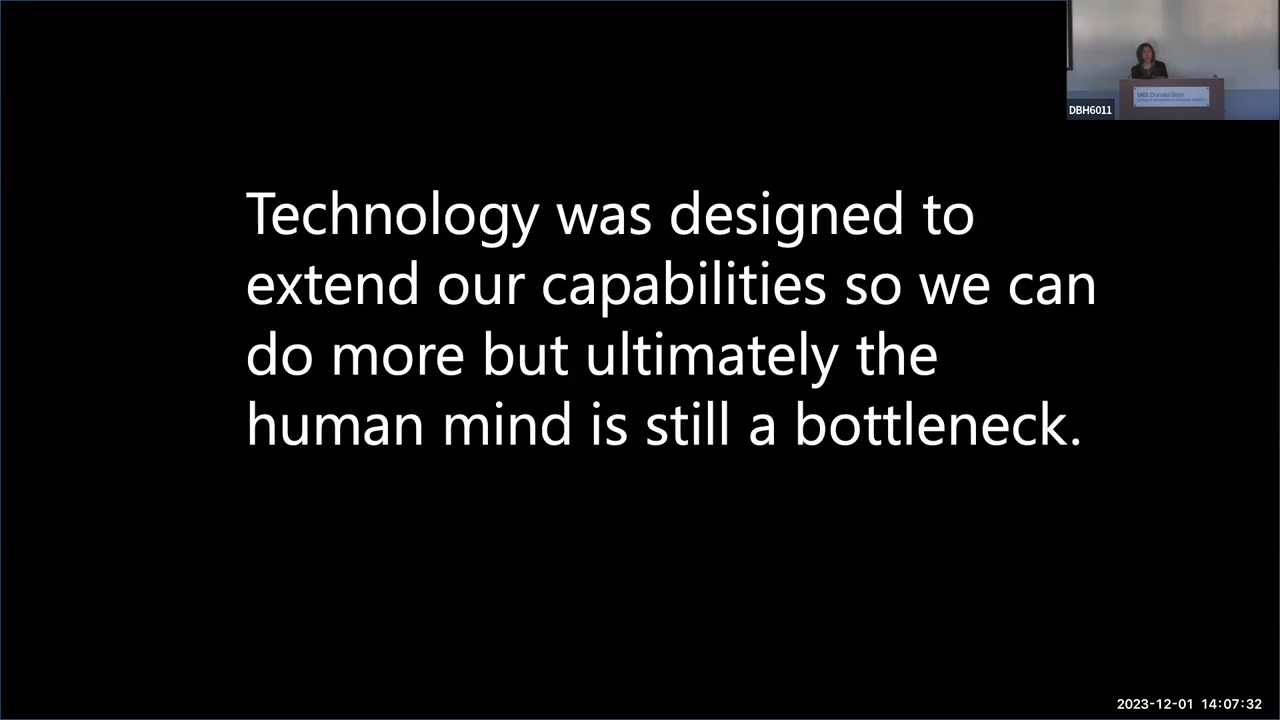 DBH6011
Technology was designed to
extend our capabilities so we can
do more but ultimately the
human mind is still a bottleneck.
2023-12-01 14:07:32